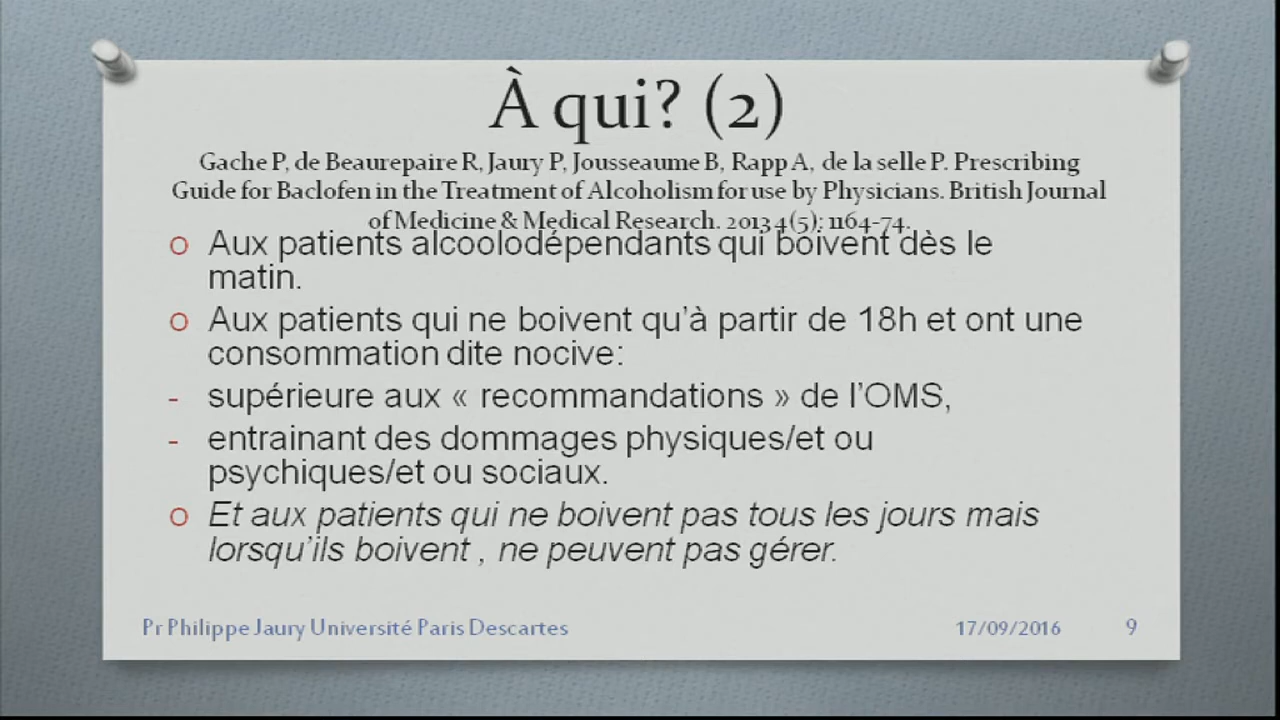 À qui? (2)
Gache P, de Beaurepaire R, Jaury P, Jousseaume B, Rapp A, de la selle P. Prescribing
Guide for Baclofen in the Treatment of Alcoholism for use by Physicians. British Journal
of Medicine & Medical Research. 2013 4(5): 1164-74.
o Aux patients alcoolodépendants qui boivent dès le
matin.
o Aux patients qui ne boivent qu’à partir de 18h et ont une
consommation dite nocive:
- supérieure aux « recommandations » de l’OMS,
- entrainant des dommages physiques/et ou
psychiques/et ou sociaux.
o Et aux patients qui ne boivent pas tous les jours mais
lorsqu’ils boivent , ne peuvent pas gérer.
Pr Philippe Jaury Université Paris Descartes 17/09/2016 9